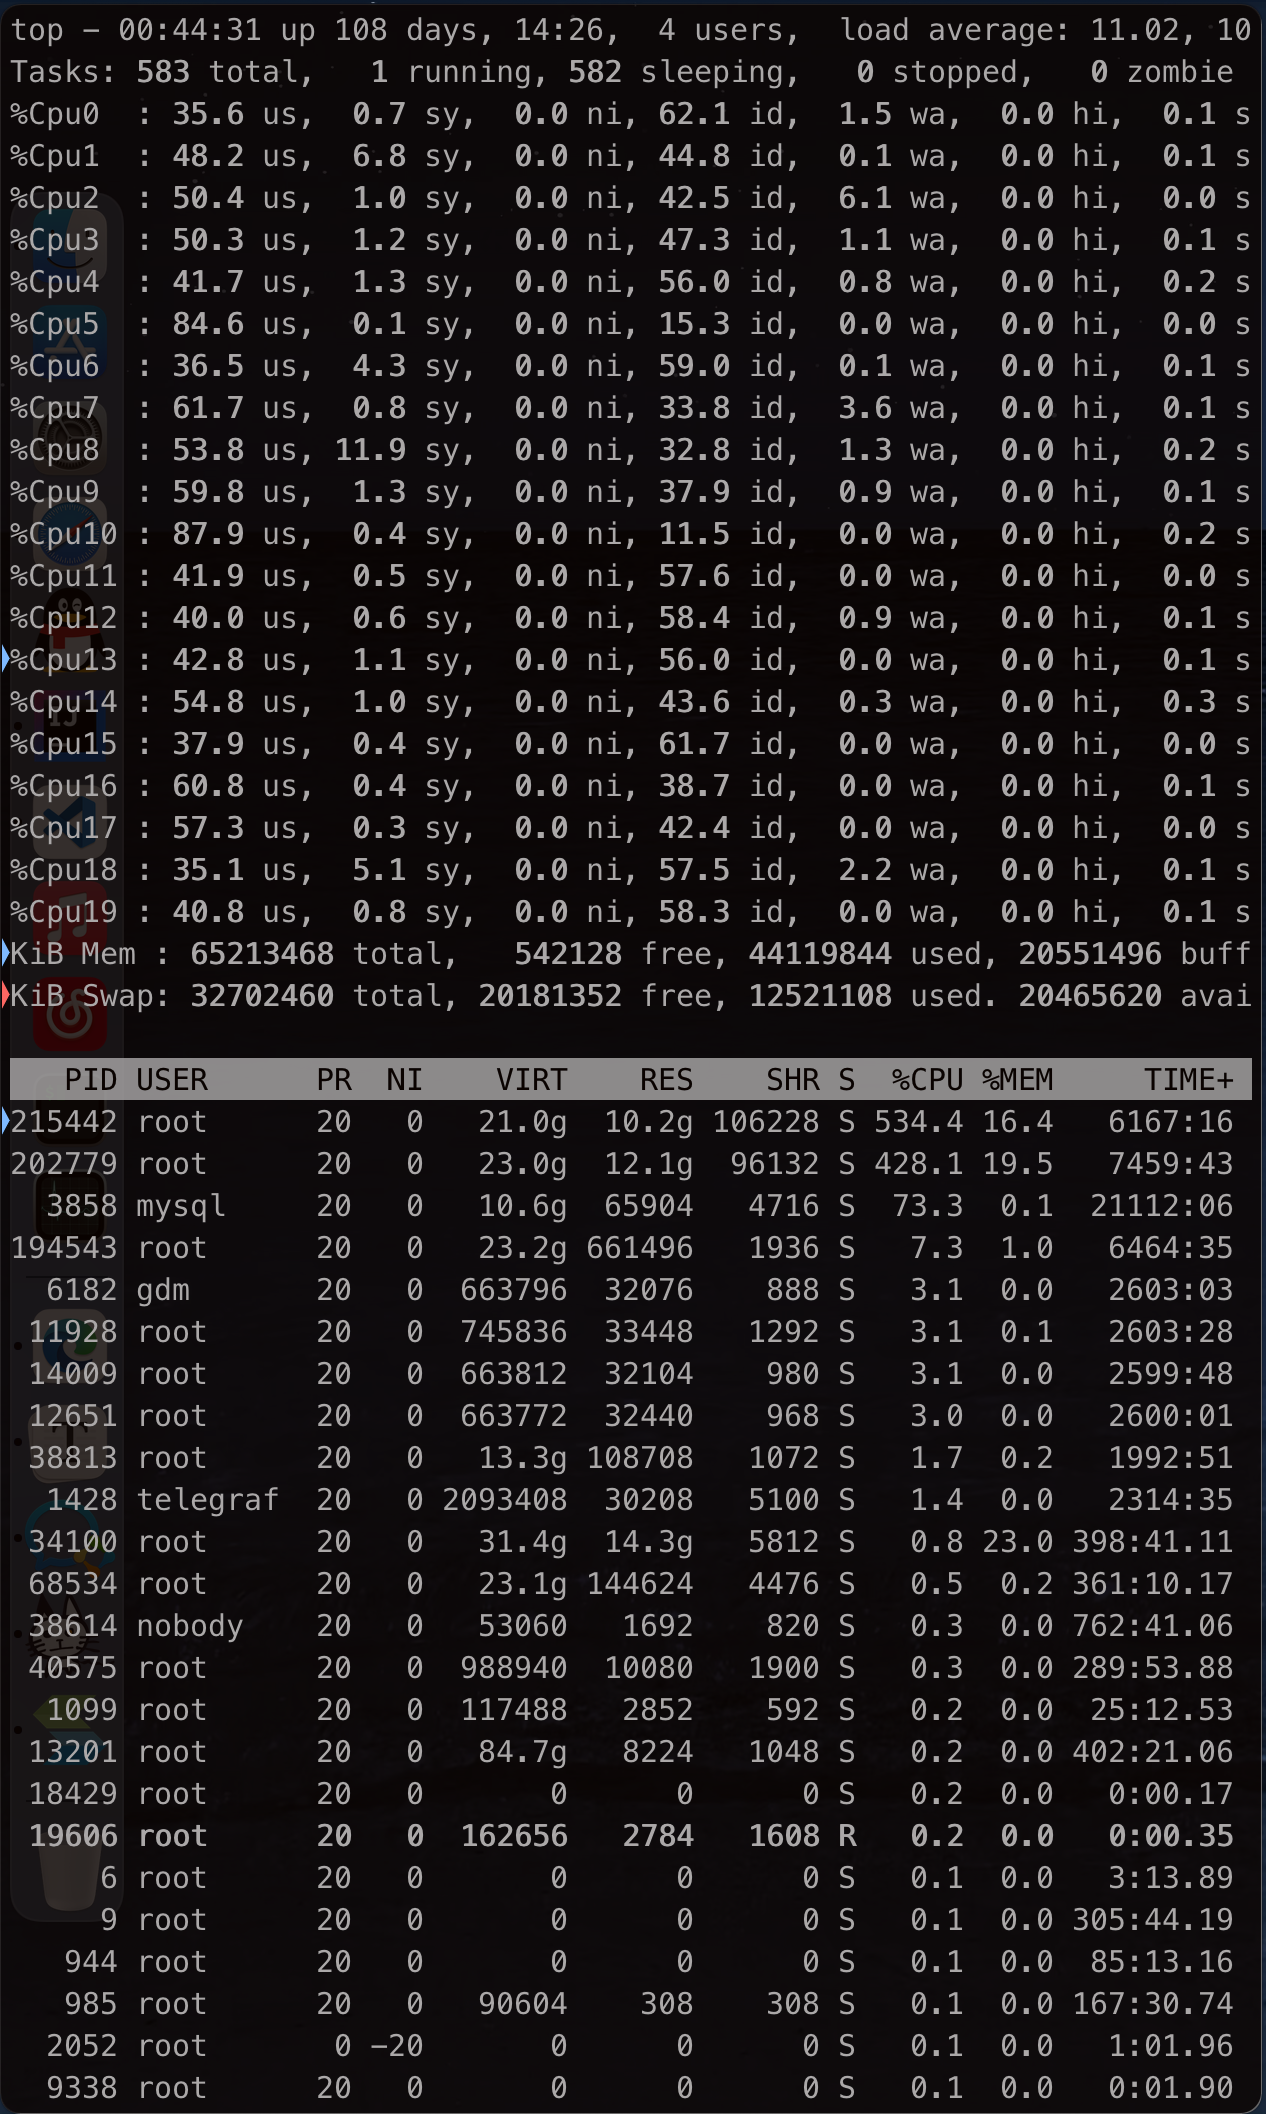 top - 00:44:31 up 108 days, 14:26,  4 users,  load average: 11.02, 10
Tasks: 583 total,   1 running, 582 sleeping,   0 stopped,   0 zombie
%Cpu0  : 35.6 us,  0.7 sy,  0.0 ni, 62.1 id,  1.5 wa,  0.0 hi,  0.1 s
%Cpu1  : 48.2 us,  6.8 sy,  0.0 ni, 44.8 id,  0.1 wa,  0.0 hi,  0.1 s
%Cpu2  : 50.4 us,  1.0 sy,  0.0 ni, 42.5 id,  6.1 wa,  0.0 hi,  0.0 s
%Cpu3  : 50.3 us,  1.2 sy,  0.0 ni, 47.3 id,  1.1 wa,  0.0 hi,  0.1 s
%Cpu4  : 41.7 us,  1.3 sy,  0.0 ni, 56.0 id,  0.8 wa,  0.0 hi,  0.2 s
%Cpu5  : 84.6 us,  0.1 sy,  0.0 ni, 15.3 id,  0.0 wa,  0.0 hi,  0.0 s
%Cpu6  : 36.5 us,  4.3 sy,  0.0 ni, 59.0 id,  0.1 wa,  0.0 hi,  0.1 s
%Cpu7  : 61.7 us,  0.8 sy,  0.0 ni, 33.8 id,  3.6 wa,  0.0 hi,  0.1 s
%Cpu8  : 53.8 us, 11.9 sy,  0.0 ni, 32.8 id,  1.3 wa,  0.0 hi,  0.2 s
%Cpu9  : 59.8 us,  1.3 sy,  0.0 ni, 37.9 id,  0.9 wa,  0.0 hi,  0.1 s
%Cpu10 : 87.9 us,  0.4 sy,  0.0 ni, 11.5 id,  0.0 wa,  0.0 hi,  0.2 s
%Cpu11 : 41.9 us,  0.5 sy,  0.0 ni, 57.6 id,  0.0 wa,  0.0 hi,  0.0 s
%Cpu12 : 40.0 us,  0.6 sy,  0.0 ni, 58.4 id,  0.9 wa,  0.0 hi,  0.1 s
%Cpu13 : 42.8 us,  1.1 sy,  0.0 ni, 56.0 id,  0.0 wa,  0.0 hi,  0.1 s
%Cpu14 : 54.8 us,  1.0 sy,  0.0 ni, 43.6 id,  0.3 wa,  0.0 hi,  0.3 s
%Cpu15 : 37.9 us,  0.4 sy,  0.0 ni, 61.7 id,  0.0 wa,  0.0 hi,  0.0 s
%Cpu16 : 60.8 us,  0.4 sy,  0.0 ni, 38.7 id,  0.0 wa,  0.0 hi,  0.1 s
%Cpu17 : 57.3 us,  0.3 sy,  0.0 ni, 42.4 id,  0.0 wa,  0.0 hi,  0.0 s
%Cpu18 : 35.1 us,  5.1 sy,  0.0 ni, 57.5 id,  2.2 wa,  0.0 hi,  0.1 s
%Cpu19 : 40.8 us,  0.8 sy,  0.0 ni, 58.3 id,  0.0 wa,  0.0 hi,  0.1 s
KiB Mem : 65213468 total,   542128 free, 44119844 used, 20551496 buff
KiB Swap: 32702460 total, 20181352 free, 12521108 used. 20465620 avai
PID USER      PR  NI    VIRT    RES    SHR S  %CPU %MEM     TIME+
215442 root      20   0   21.0g  10.2g 106228 S 534.4 16.4   6167:16
202779 root      20   0   23.0g  12.1g  96132 S 428.1 19.5   7459:43
3858 mysql     20   0   10.6g  65904   4716 S  73.3  0.1  21112:06
194543 root      20   0   23.2g 661496   1936 S   7.3  1.0   6464:35
6182 gdm       20   0  663796  32076    888 S   3.1  0.0   2603:03
11928 root      20   0  745836  33448   1292 S   3.1  0.1   2603:28
14009 root      20   0  663812  32104    980 S   3.1  0.0   2599:48
12651 root      20   0  663772  32440    968 S   3.0  0.0   2600:01
38813 root      20   0   13.3g 108708   1072 S   1.7  0.2   1992:51
1428 telegraf  20   0 2093408  30208   5100 S   1.4  0.0   2314:35
34100 root      20   0   31.4g  14.3g   5812 S   0.8 23.0 398:41.11
68534 root      20   0   23.1g 144624   4476 S   0.5  0.2 361:10.17
38614 nobody    20   0   53060   1692    820 S   0.3  0.0 762:41.06
40575 root      20   0  988940  10080   1900 S   0.3  0.0 289:53.88
1099 root      20   0  117488   2852    592 S   0.2  0.0  25:12.53
13201 root      20   0   84.7g   8224   1048 S   0.2  0.0 402:21.06
18429 root      20   0       0      0      0 S   0.2  0.0   0:00.17
19606 root      20   0  162656   2784   1608 R   0.2  0.0   0:00.35
6 root      20   0       0      0      0 S   0.1  0.0   3:13.89
9 root      20   0       0      0      0 S   0.1  0.0 305:44.19
944 root      20   0       0      0      0 S   0.1  0.0  85:13.16
985 root      20   0   90604    308    308 S   0.1  0.0 167:30.74
2052 root       0 -20       0      0      0 S   0.1  0.0   1:01.96
9338 root      20   0       0      0      0 S   0.1  0.0   0:01.90